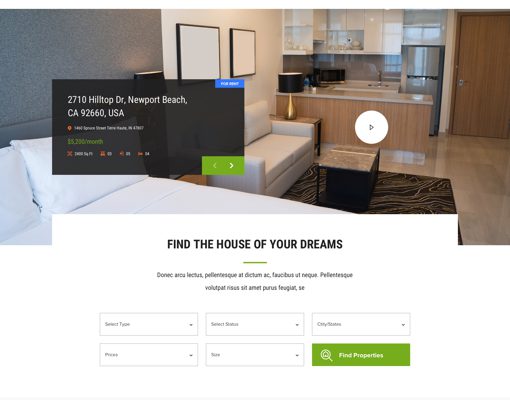 FOR RENT
2710 Hilltop Dr, Newport Beach,
CA 92660, USA
1460 Spruce Street Terre Haute, IN 47807
$5,200/month
2400 Sq Ft 03 05 04
FIND THE HOUSE OF YOUR DREAMS
Donec arcu lectus, pellentesque at dictum ac, faucibus ut neque. Pellentesque
volutpat risus sit amet purus feugiat, se
Select Type Select Status City/States
Prices Size Find Properties